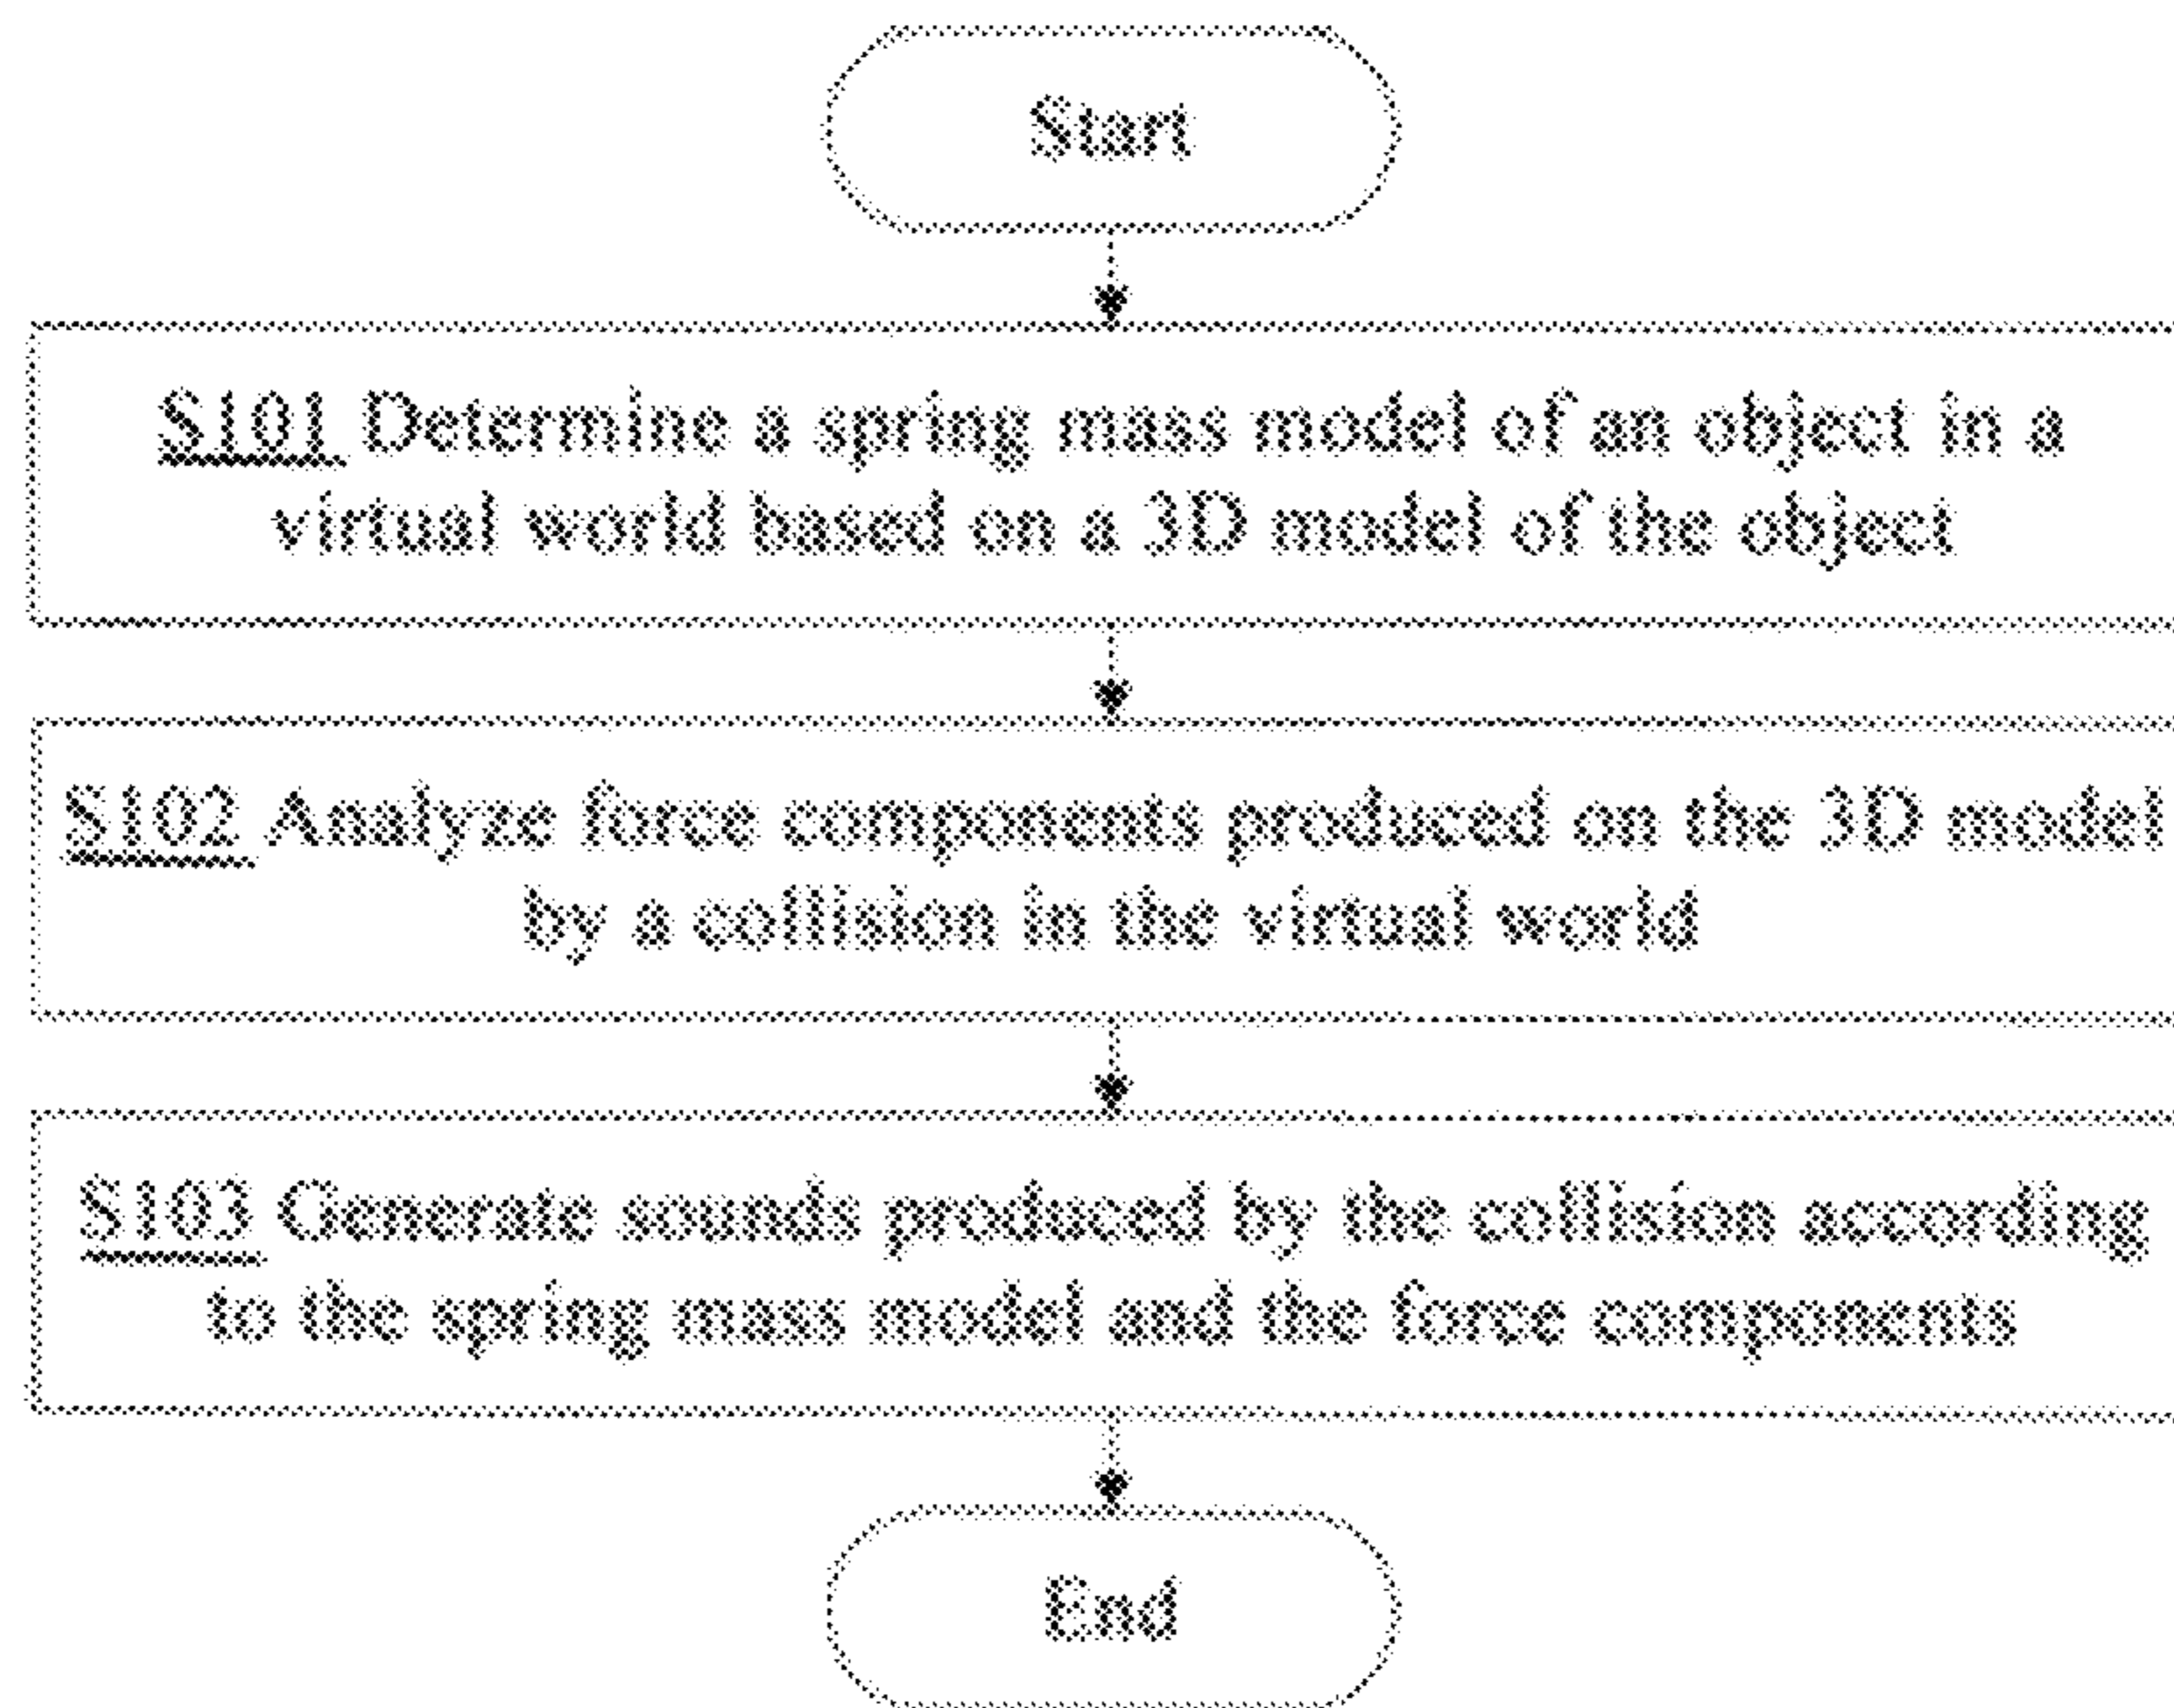 Start
S101 Determine a spring mass model of an object in a
virtual world based on a 3D model of the object
S102 Analyze force components produced on the 3D model
by a collision in the virtual world
S103 Generate sounds produced by the collision according
to the spring mass model and the force components
End